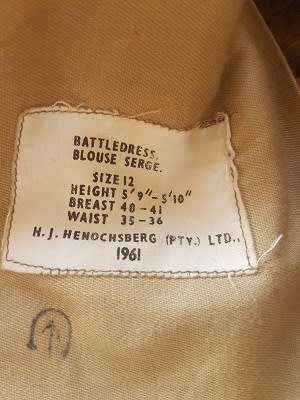 BATTLEDRESS.
BLOUSE SERGE.
SIZE 12
HEIGHT 5'9"–5'10"
BREAST 40–41
WAIST 35–36
H. J. HENOCHSBERG (PTY.) LTD.,
1961